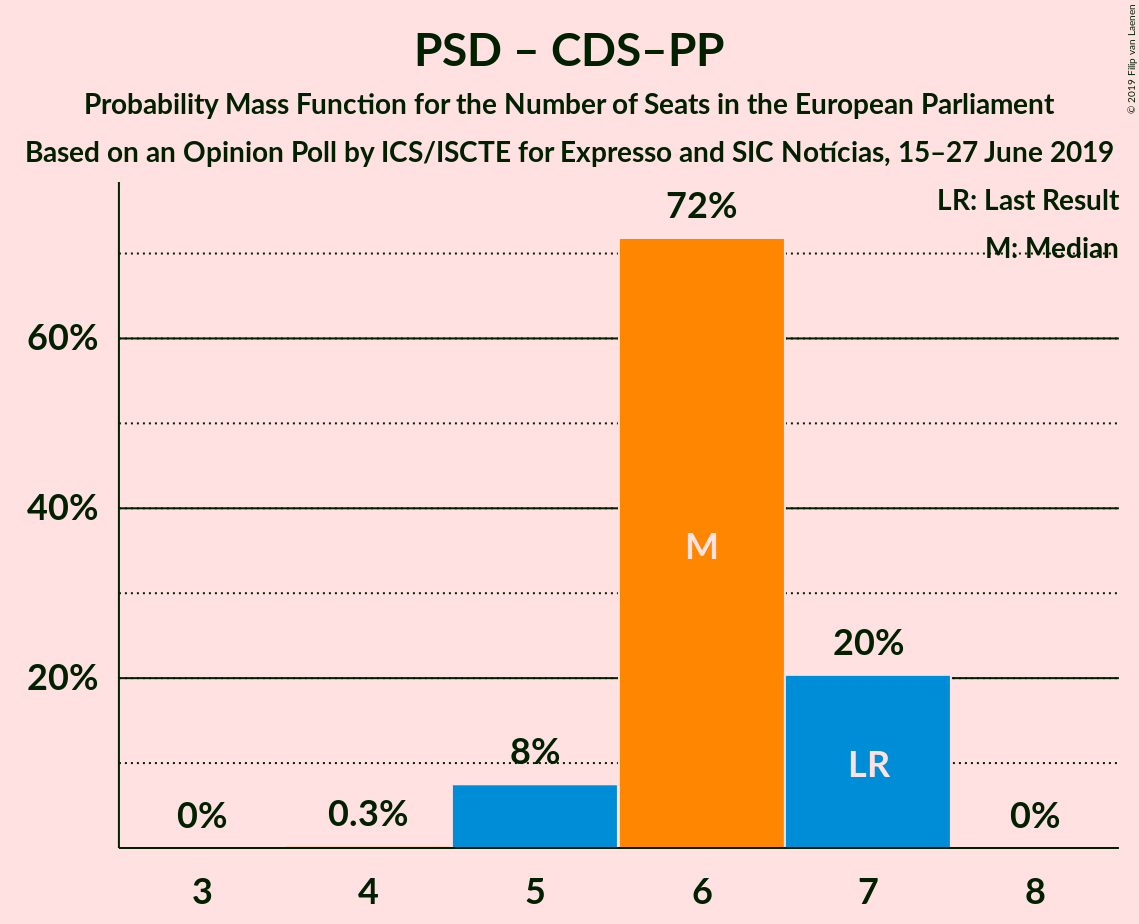 PSD – CDS–PP
Probability Mass Function for the Number of Seats in the European Parliament
Based on an Opinion Poll by ICS/ISCTE for Expresso and SIC Notícias, 15–27 June 2019
© 2019 Filip van Laenen
LR: Last Result
M: Median
72%
60%
40%
M
20%
20%
8%
LR
0%
0.3%
0%
3 4 5 6 7 8